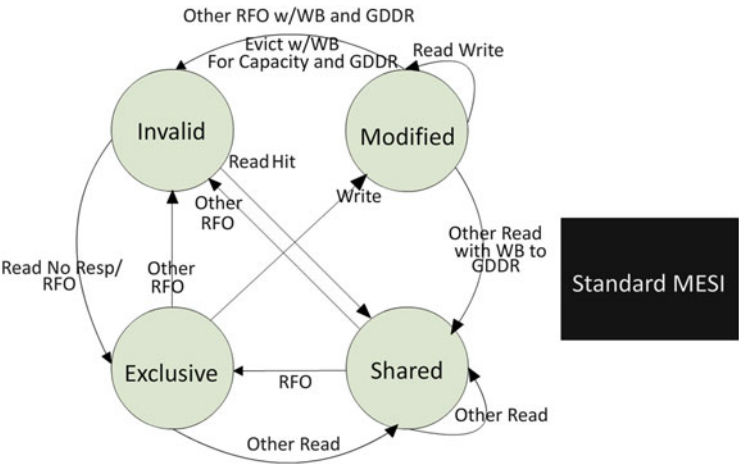 Other RFO w/WB and GDDR
Evict w/WB
For Capacity and GDDR
Read Write
Invalid
Modified
Read Hit
Other
RFO
Write
Other Read
with WB to
GDDR
Read No Resp/
RFO
Other
RFO
Standard MESI
Exclusive
Shared
RFO
Other Read
Other Read